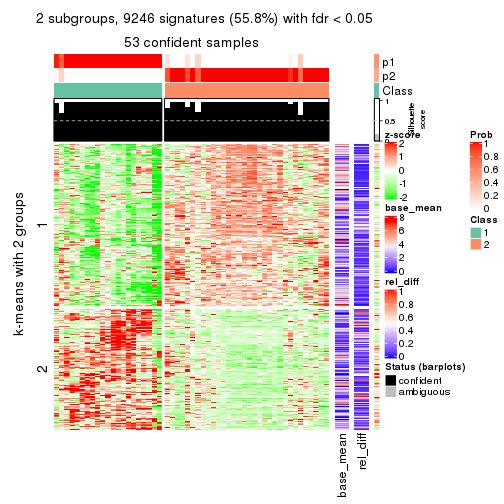 2 subgroups, 9246 signatures (55.8%) with fdr < 0.05
53 confident samples
p1
p2
Class
1
0.5
0
Silhouette
score
k-means with 2 groups
1
2
base_mean
rel_diff
z-score
2
1
0
-1
-2
base_mean
8
6
4
2
0
rel_diff
1
0.8
0.6
0.4
0.2
0
Status (barplots)
confident
ambiguous
Prob
1
0.8
0.6
0.4
0.2
0
Class
1
2